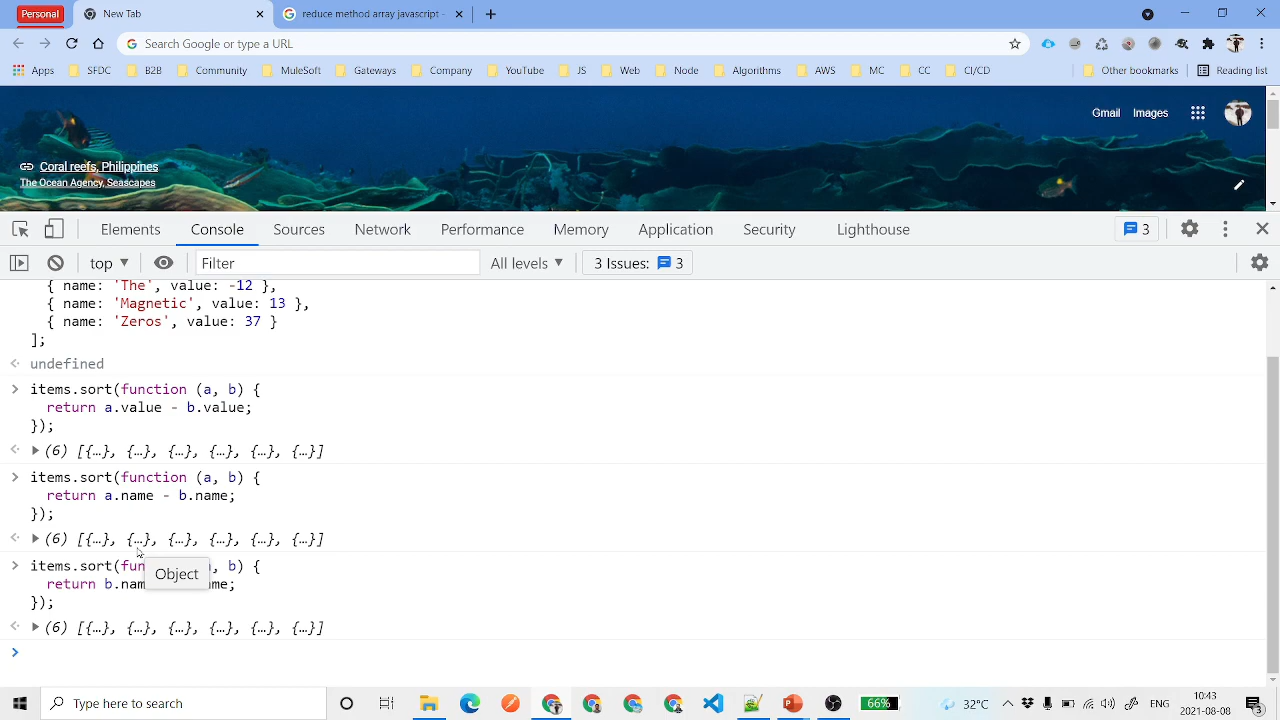 Personal
New Tab
reduce method array javascript -
Search Google or type a URL
Apps SFDC B2B Community MuleSoft Gateways Company YouTube JS Web Node Algorithms AWS MC CC CI/CD Other bookmarks Reading list
Gmail Images
Coral reefs, Philippines
The Ocean Agency, Seascapes
Elements Console Sources Network Performance Memory Application Security Lighthouse 3
top Filter All levels 3 Issues: 3
{ name: 'The', value: -12 },
{ name: 'Magnetic', value: 13 },
{ name: 'Zeros', value: 37 }
];
undefined
items.sort(function (a, b) {
return a.value - b.value;
});
(6) [{…}, {…}, {…}, {…}, {…}, {…}]
items.sort(function (a, b) {
return a.name - b.name;
});
(6) [{…}, {…}, {…}, {…}, {…}, {…}]
items.sort(fun , b) {
Object
return b.nam me;
});
(6) [{…}, {…}, {…}, {…}, {…}, {…}]
Type here to search
66%
32°C
ENG
10:43
2021-08-08
3